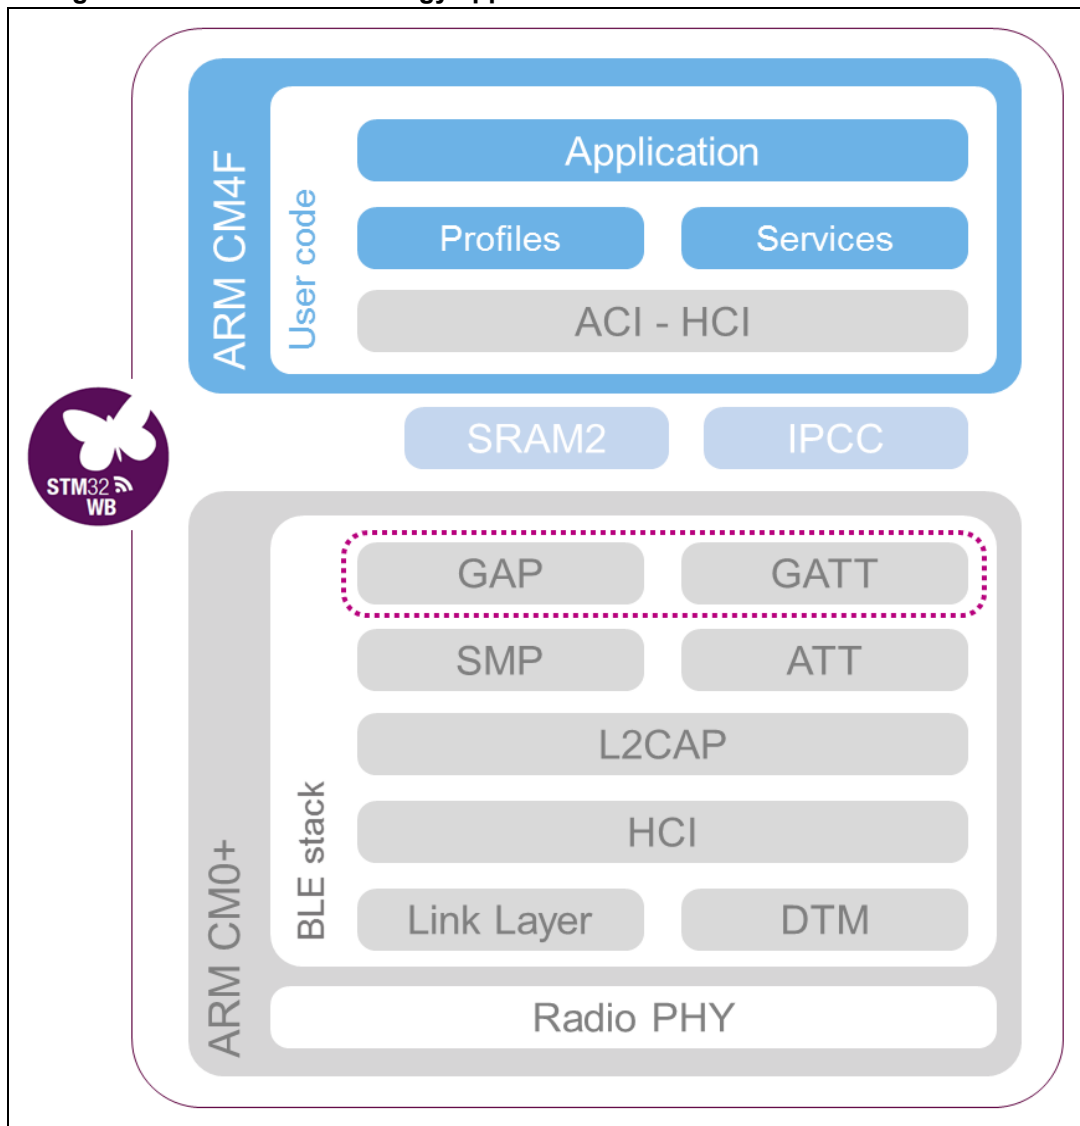 ARM CM4F
User code
Application
Profiles
Services
ACI - HCI
SRAM2
IPCC
STM32
WB
ARM CM0+
BLE stack
GAP
GATT
SMP
ATT
L2CAP
HCI
Link Layer
DTM
Radio PHY